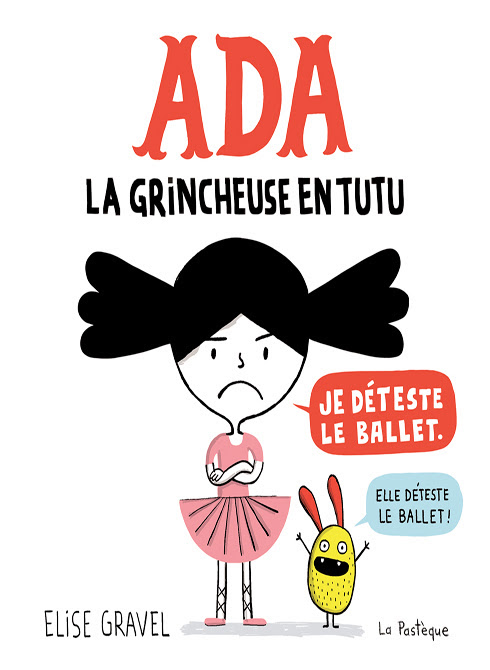 ADA
LA GRiNCHEUSE EN TUTU
JE DÉTESTE
LE BALLET.
ELLE DÉTESTE
LE BALLET!
ELiSE GRAVEL
La Pastèque